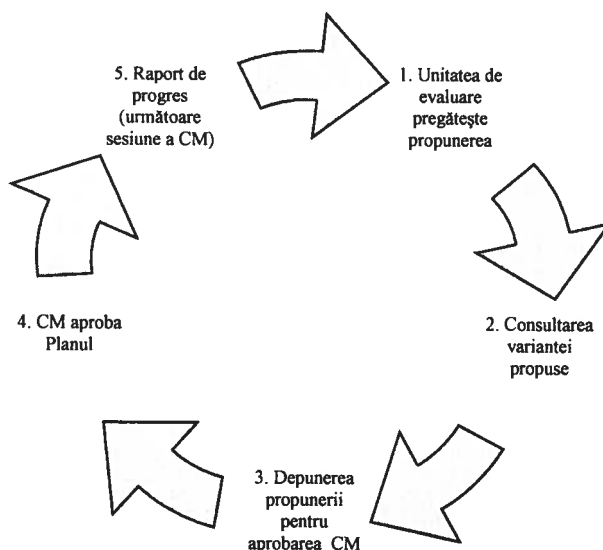 1. Unitatea de
evaluare
pregătește
propunerea
2. Consultarea
variantei
propuse
3. Depunerea
propunerii
pentru
aprobarea CM
4. CM aproba
Planul
5. Raport de
progres
(următoare
sesiune a CM)